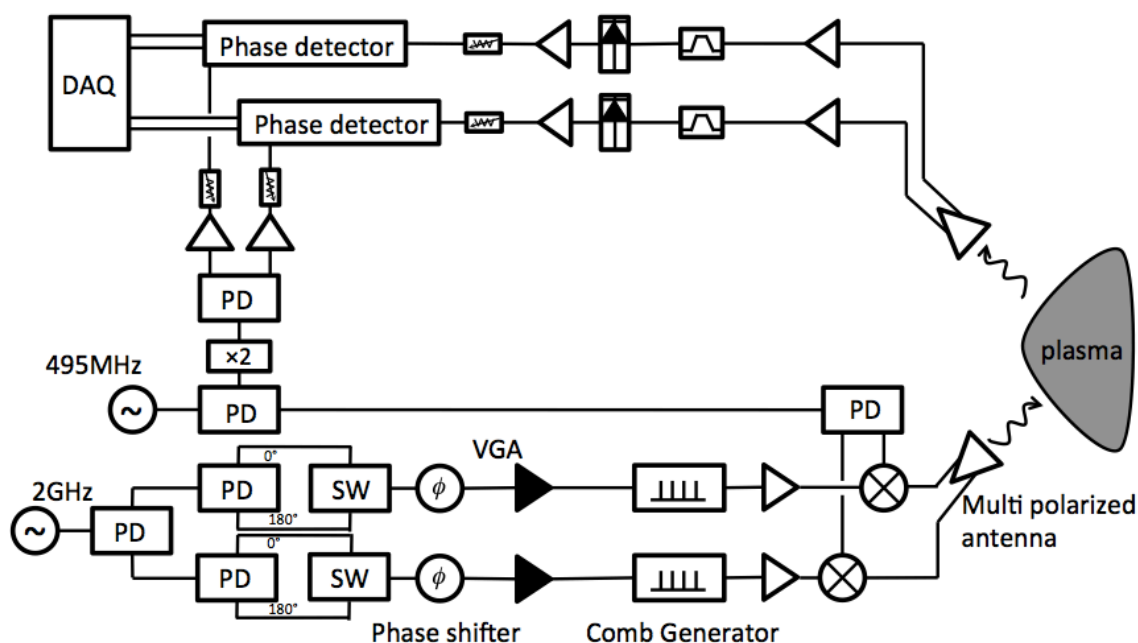 DAQ
Phase detector
Phase detector
PD
×2
495MHz
~
PD
PD
plasma
2GHz
~
PD
PD
0°
180°
SW
ϕ
VGA
PD
0°
180°
SW
ϕ
Multi polarized
antenna
Phase shifter
Comb Generator